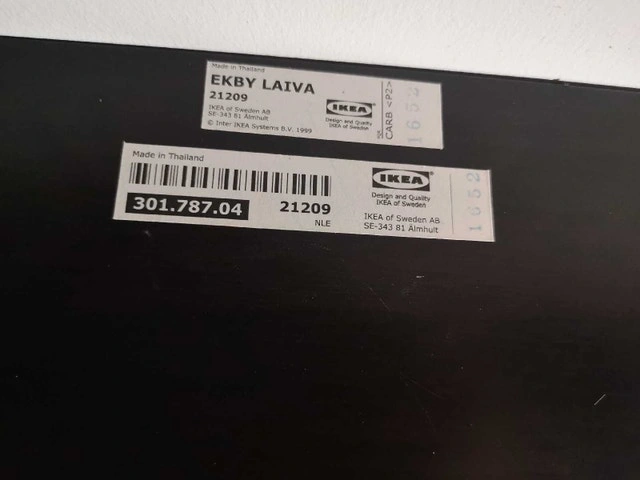 Made in Thailand
EKBY LAIVA
21209
IKEA of Sweden AB
SE-343 81 Älmhult
© Inter IKEA Systems B.V. 1999
IKEA
Design and Quality
IKEA of Sweden
CARB <P2>
1652
Made in Thailand
301.787.04
21209
NLE
IKEA
Design and Quality
IKEA of Sweden
IKEA of Sweden AB
SE-343 81 Älmhult
1652